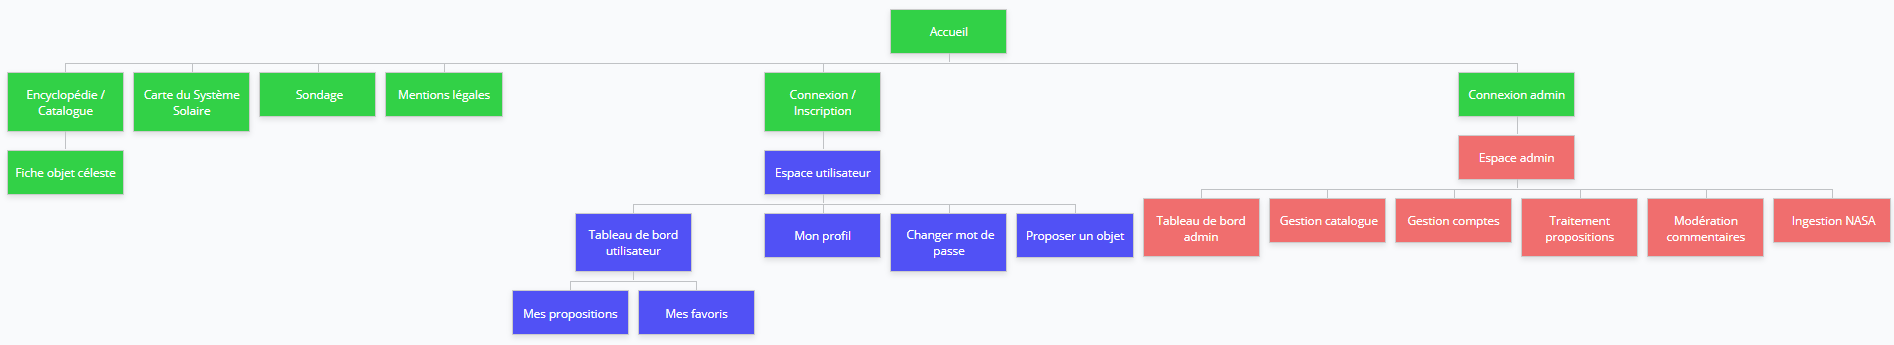 Accueil
Encyclopédie /
Catalogue
Carte du Système
Solaire
Sondage
Mentions légales
Connexion /
Inscription
Connexion admin
Fiche objet céleste
Espace utilisateur
Espace admin
Tableau de bord
utilisateur
Mon profil
Changer mot de
passe
Proposer un objet
Tableau de bord
admin
Gestion catalogue
Gestion comptes
Traitement
propositions
Modération
commentaires
Ingestion NASA
Mes propositions
Mes favoris